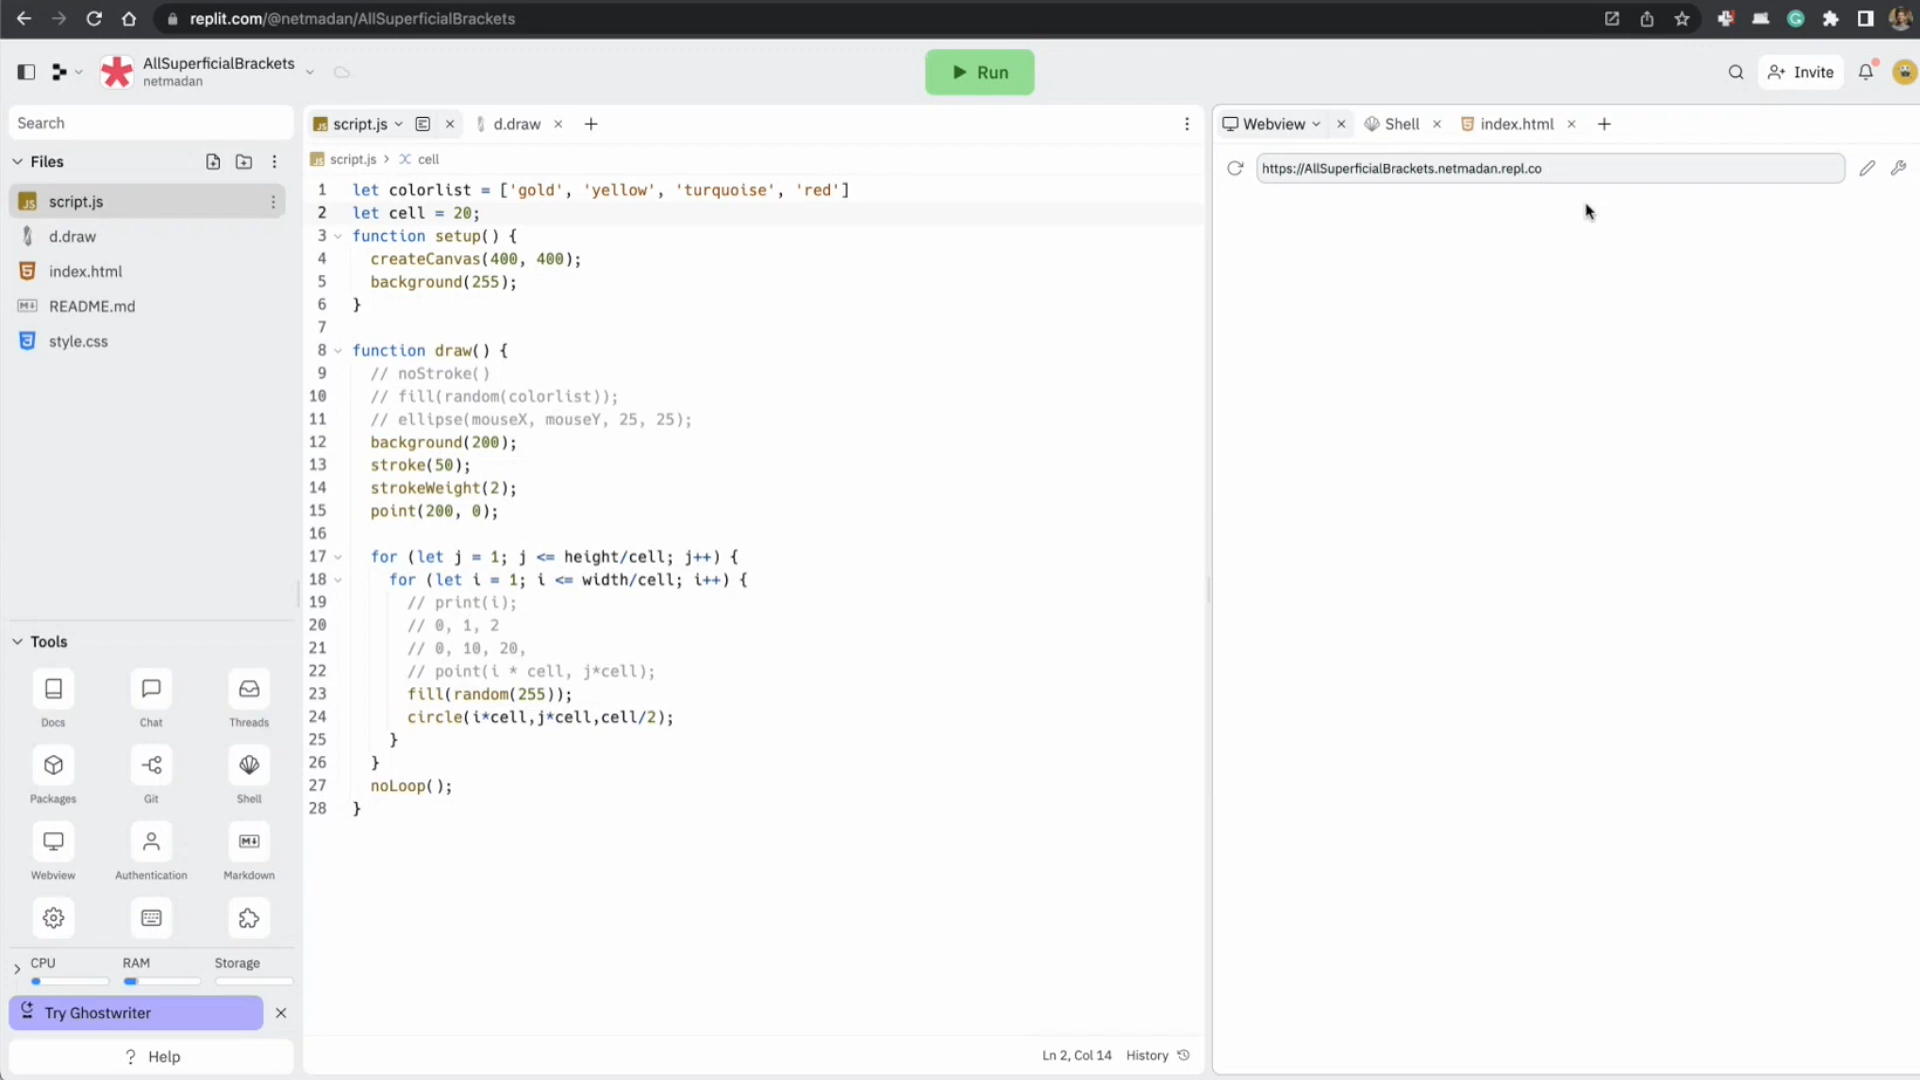 replit.com/@netmadan/AllSuperficialBrackets
AllSuperficialBrackets
netmadan
Run
Invite
Search
Files
script.js
d.draw
index.html
README.md
style.css
Tools
Docs
Chat
Threads
Packages
Git
Shell
Webview
Authentication
Markdown
CPU
RAM
Storage
Try Ghostwriter
? Help
script.js
d.draw
script.js > cell
1 let colorlist = ['gold', 'yellow', 'turquoise', 'red']
2 let cell = 20;
3 function setup() {
4 createCanvas(400, 400);
5 background(255);
6 }
7
8 function draw() {
9 // noStroke()
10 // fill(random(colorlist));
11 // ellipse(mouseX, mouseY, 25, 25);
12 background(200);
13 stroke(50);
14 strokeWeight(2);
15 point(200, 0);
16
17 for (let j = 1; j <= height/cell; j++) {
18 for (let i = 1; i <= width/cell; i++) {
19 // print(i);
20 // 0, 1, 2
21 // 0, 10, 20,
22 // point(i * cell, j*cell);
23 fill(random(255));
24 circle(i*cell,j*cell,cell/2);
25 }
26 }
27 noLoop();
28 }
Ln 2, Col 14 History
Webview
Shell
index.html
https://AllSuperficialBrackets.netmadan.repl.co